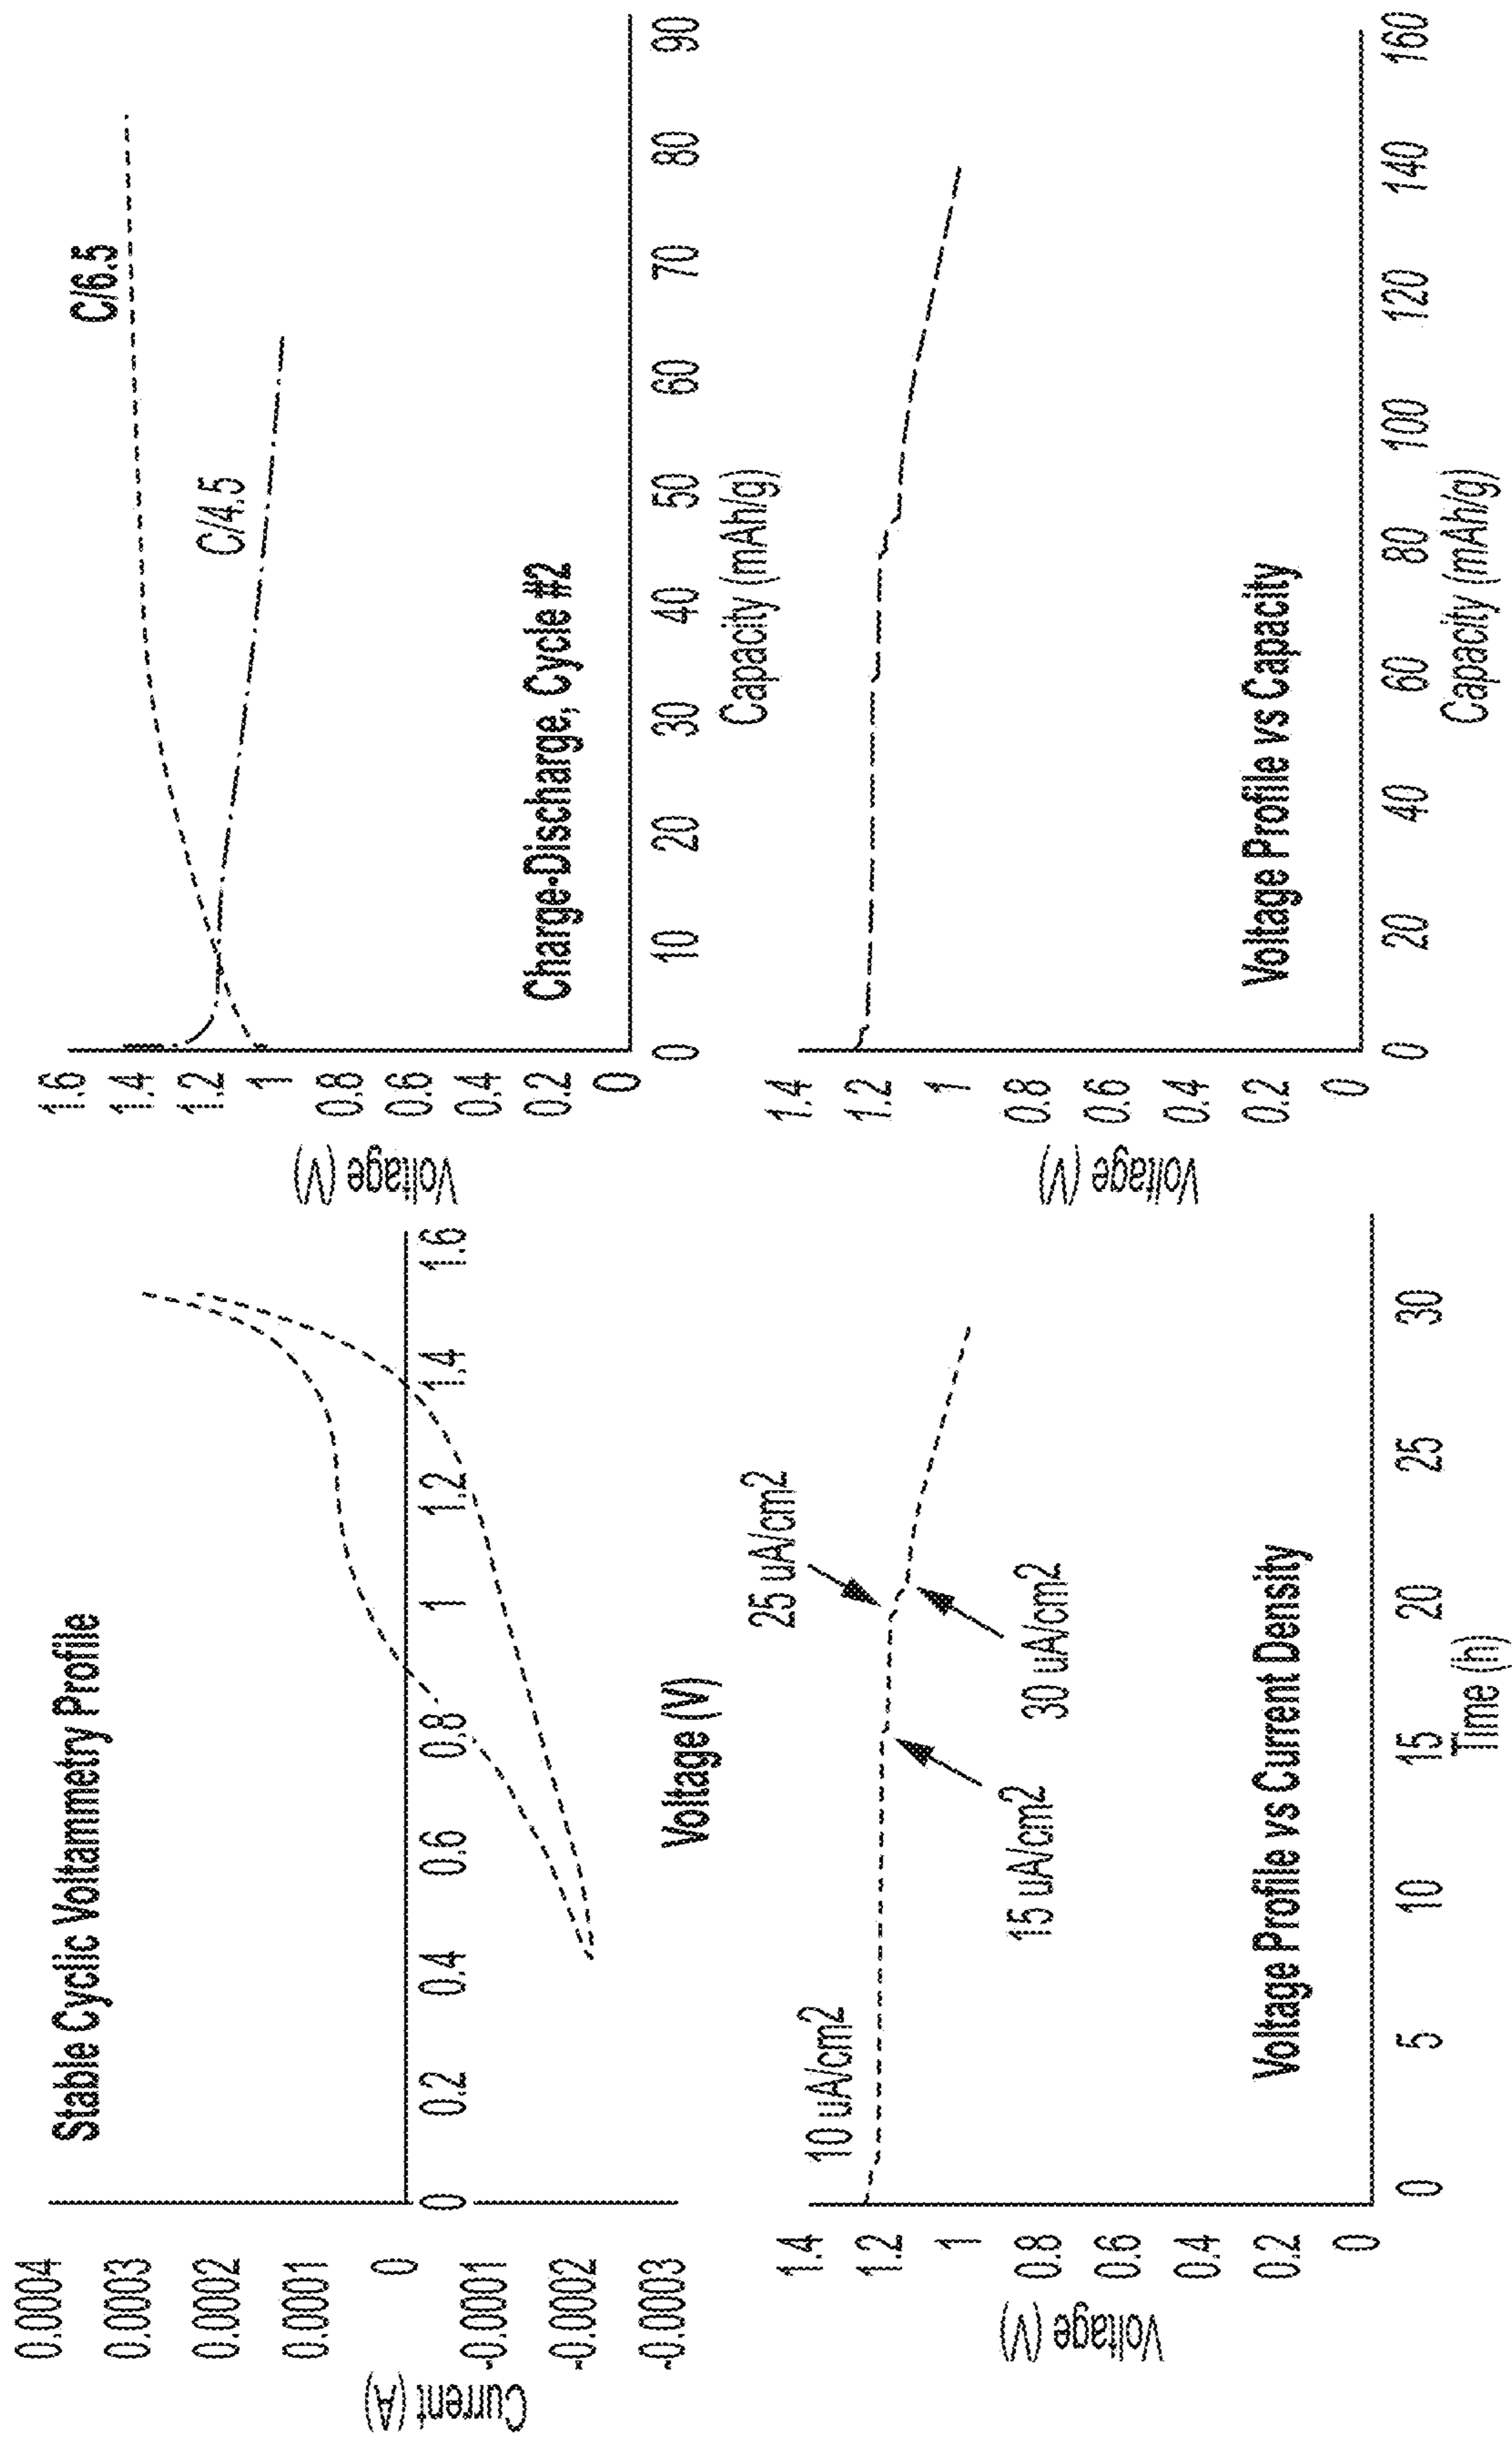 Stable Cyclic Voltammetry Profile
Current (A)
0.0004
0.0003
0.0002
0.0001
0
-0.0001
-0.0002
-0.0003
0 0.2 0.4 0.6 0.8 1 1.2 1.4 1.6
Voltage (V)
Voltage (V)
1.6
1.4
1.2
1
0.8
0.6
0.4
0.2
0
C/6.5
C/4.5
Charge-Discharge, Cycle #2
0 10 20 30 40 50 60 70 80 90
Capacity (mAh/g)
Voltage (V)
1.4
1.2
1
0.8
0.6
0.4
0.2
0
10 uA/cm2
25 uA/cm2
15 uA/cm2
30 uA/cm2
Voltage Profile vs Current Density
0 5 10 15 20 25 30
Time (h)
Voltage (V)
1.4
1.2
1
0.8
0.6
0.4
0.2
0
Voltage Profile vs Capacity
0 20 40 60 80 100 120 140 160
Capacity (mAh/g)